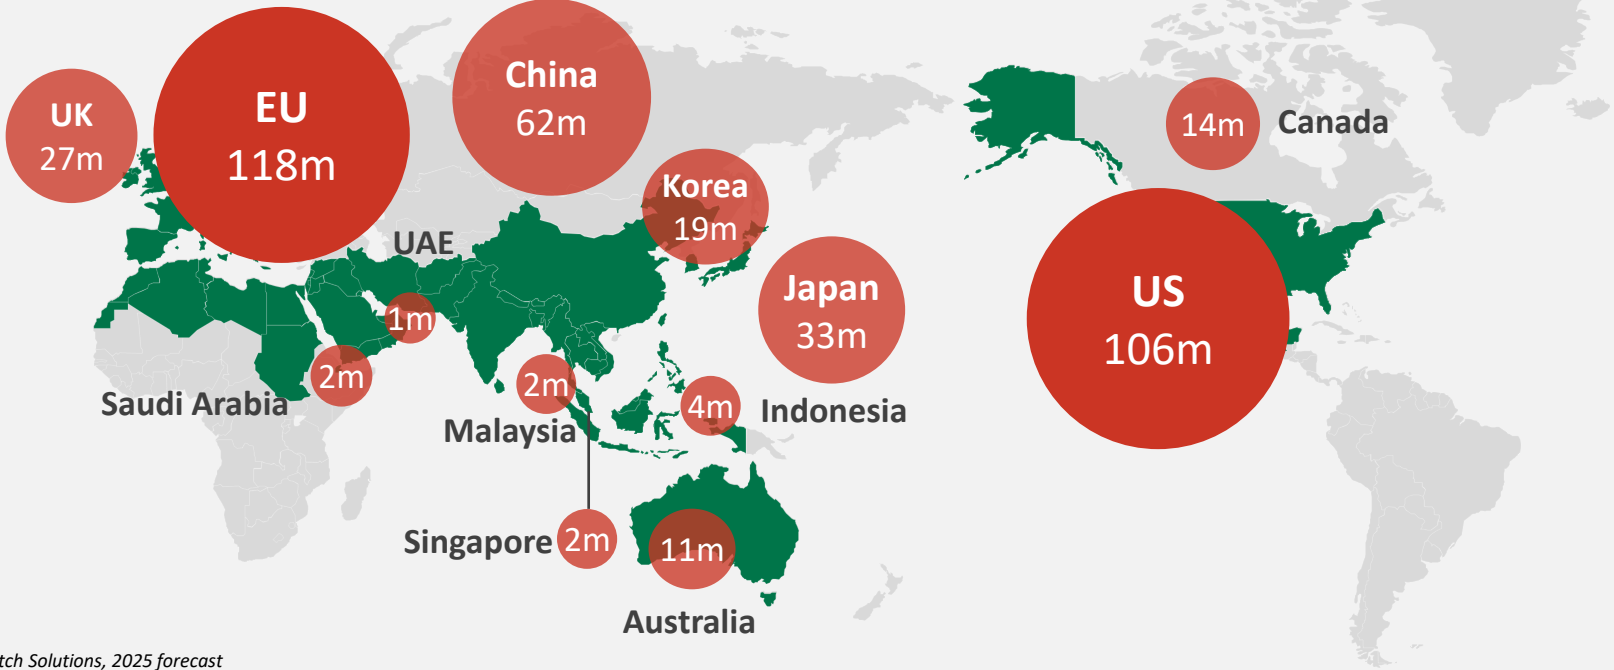 UK
27m
EU
118m
China
62m
Korea
19m
Japan
33m
UAE
1m
2m
Saudi Arabia
2m
Malaysia
4m
Indonesia
Singapore
2m
11m
Australia
14m
Canada
US
106m
Solutions, 2025 forecast